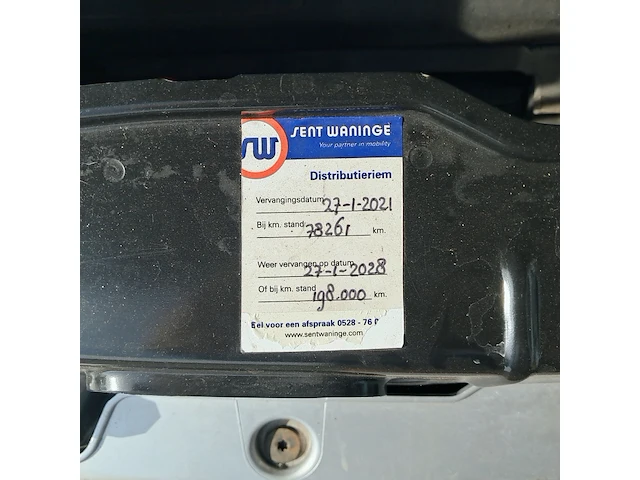 SW SENT WANINGE
Your partner in mobility
Distributieriem
Vervangingsdatum 27-1-2021
Bij km. stand 78261 km.
Weer vervangen op datum 27-1-2028
Of bij km. stand 198.000 km.
Bel voor een afspraak 0528 - 76
www.sentwaninge.com